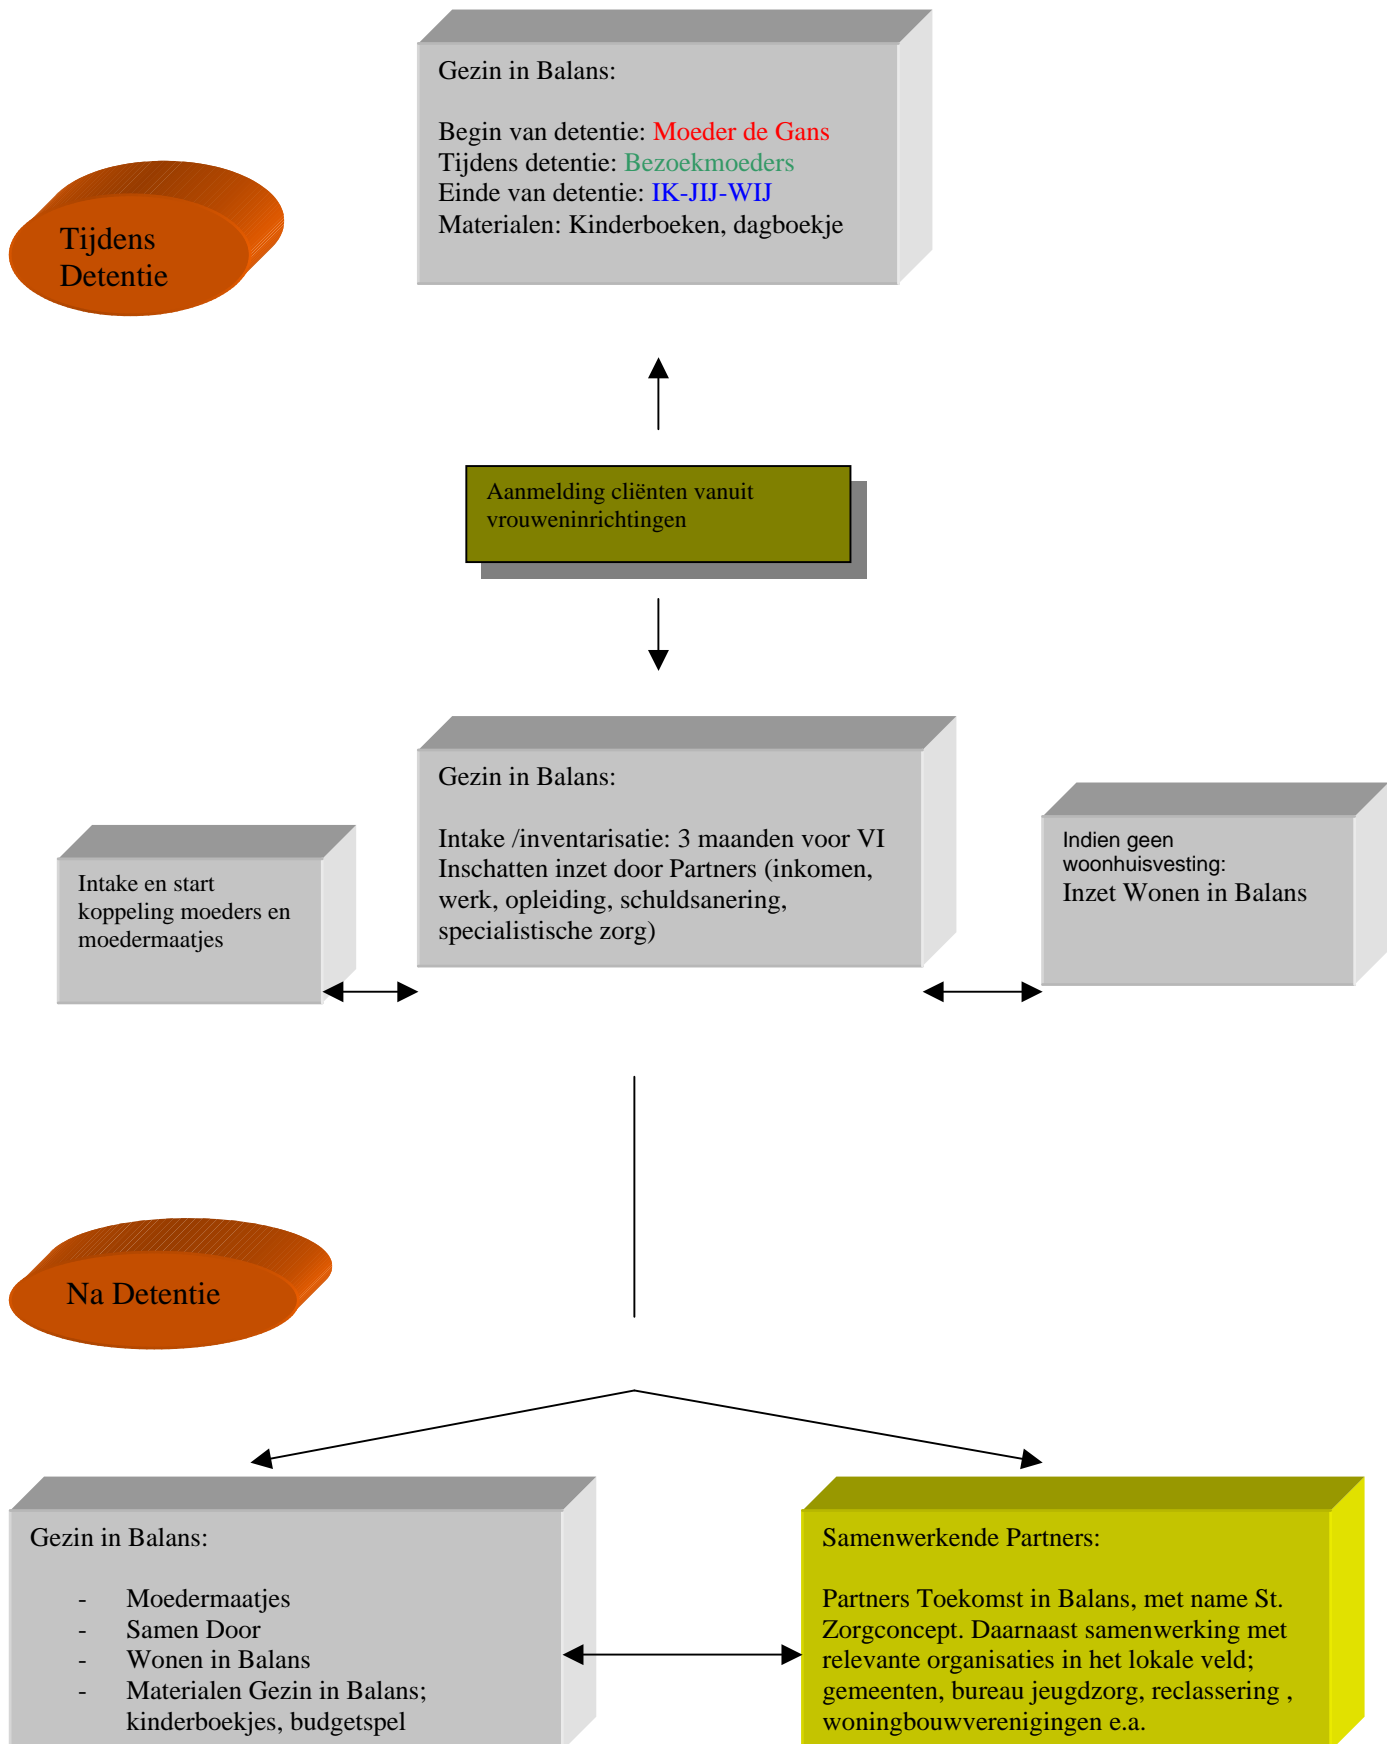 Gezin in Balans:
Begin van detentie: Moeder de Gans
Tijdens detentie: Bezoekmoeders
Einde van detentie: IK-JIJ-WIJ
Materialen: Kinderboeken, dagboekje
Tijdens
Detentie
Aanmelding cliënten vanuit
vrouweninrichtingen
Gezin in Balans:
Intake /inventarisatie: 3 maanden voor VI
Inschatten inzet door Partners (inkomen,
werk, opleiding, schuldsanering,
specialistische zorg)
Intake en start
koppeling moeders en
moedermaatjes
Indien geen
woonhuisvesting:
Inzet Wonen in Balans
Na Detentie
Gezin in Balans:
- Moedermaatjes
- Samen Door
- Wonen in Balans
- Materialen Gezin in Balans;
kinderboekjes, budgetspel
Samenwerkende Partners:
Partners Toekomst in Balans, met name St.
Zorgconcept. Daarnaast samenwerking met
relevante organisaties in het lokale veld;
gemeenten, bureau jeugdzorg, reclassering ,
woningbouwverenigingen e.a.